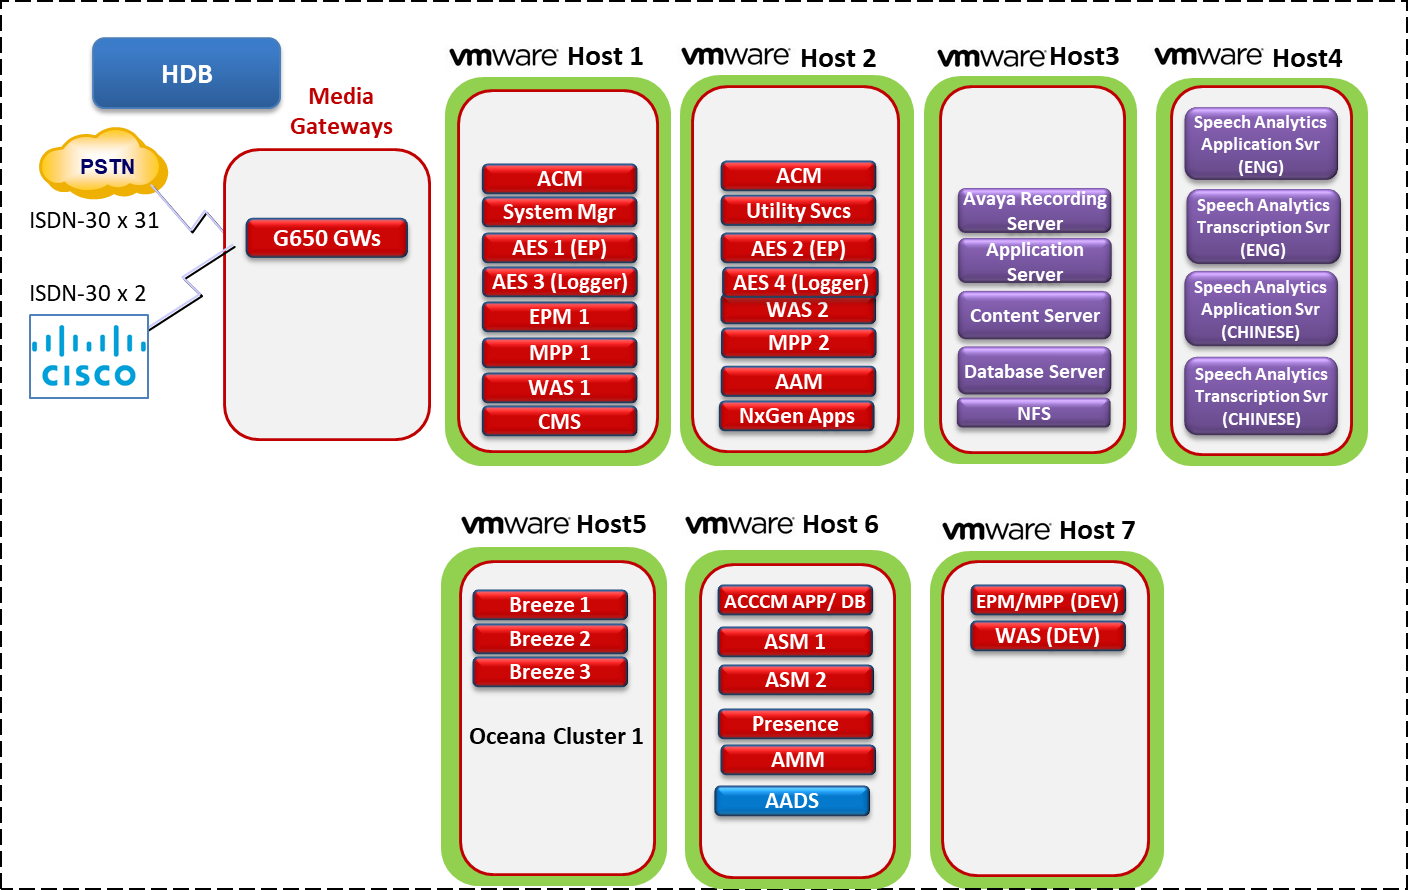 HDB
PSTN
ISDN-30 x 31
ISDN-30 x 2
CISCO
Media
Gateways
G650 GWs
vmware Host 1
ACM
System Mgr
AES 1 (EP)
AES 3 (Logger)
EPM 1
MPP 1
WAS 1
CMS
vmware Host 2
ACM
Utility Svcs
AES 2 (EP)
AES 4 (Logger)
WAS 2
MPP 2
AAM
NxGen Apps
vmware Host3
Avaya Recording
Server
Application
Server
Content Server
Database Server
NFS
vmware Host4
Speech Analytics
Application Svr
(ENG)
Speech Analytics
Transcription Svr
(ENG)
Speech Analytics
Application Svr
(CHINESE)
Speech Analytics
Transcription Svr
(CHINESE)
vmware Host5
Breeze 1
Breeze 2
Breeze 3
Oceana Cluster 1
vmware Host 6
ACCCM APP/ DB
ASM 1
ASM 2
Presence
AMM
AADS
vmware Host 7
EPM/MPP (DEV)
WAS (DEV)